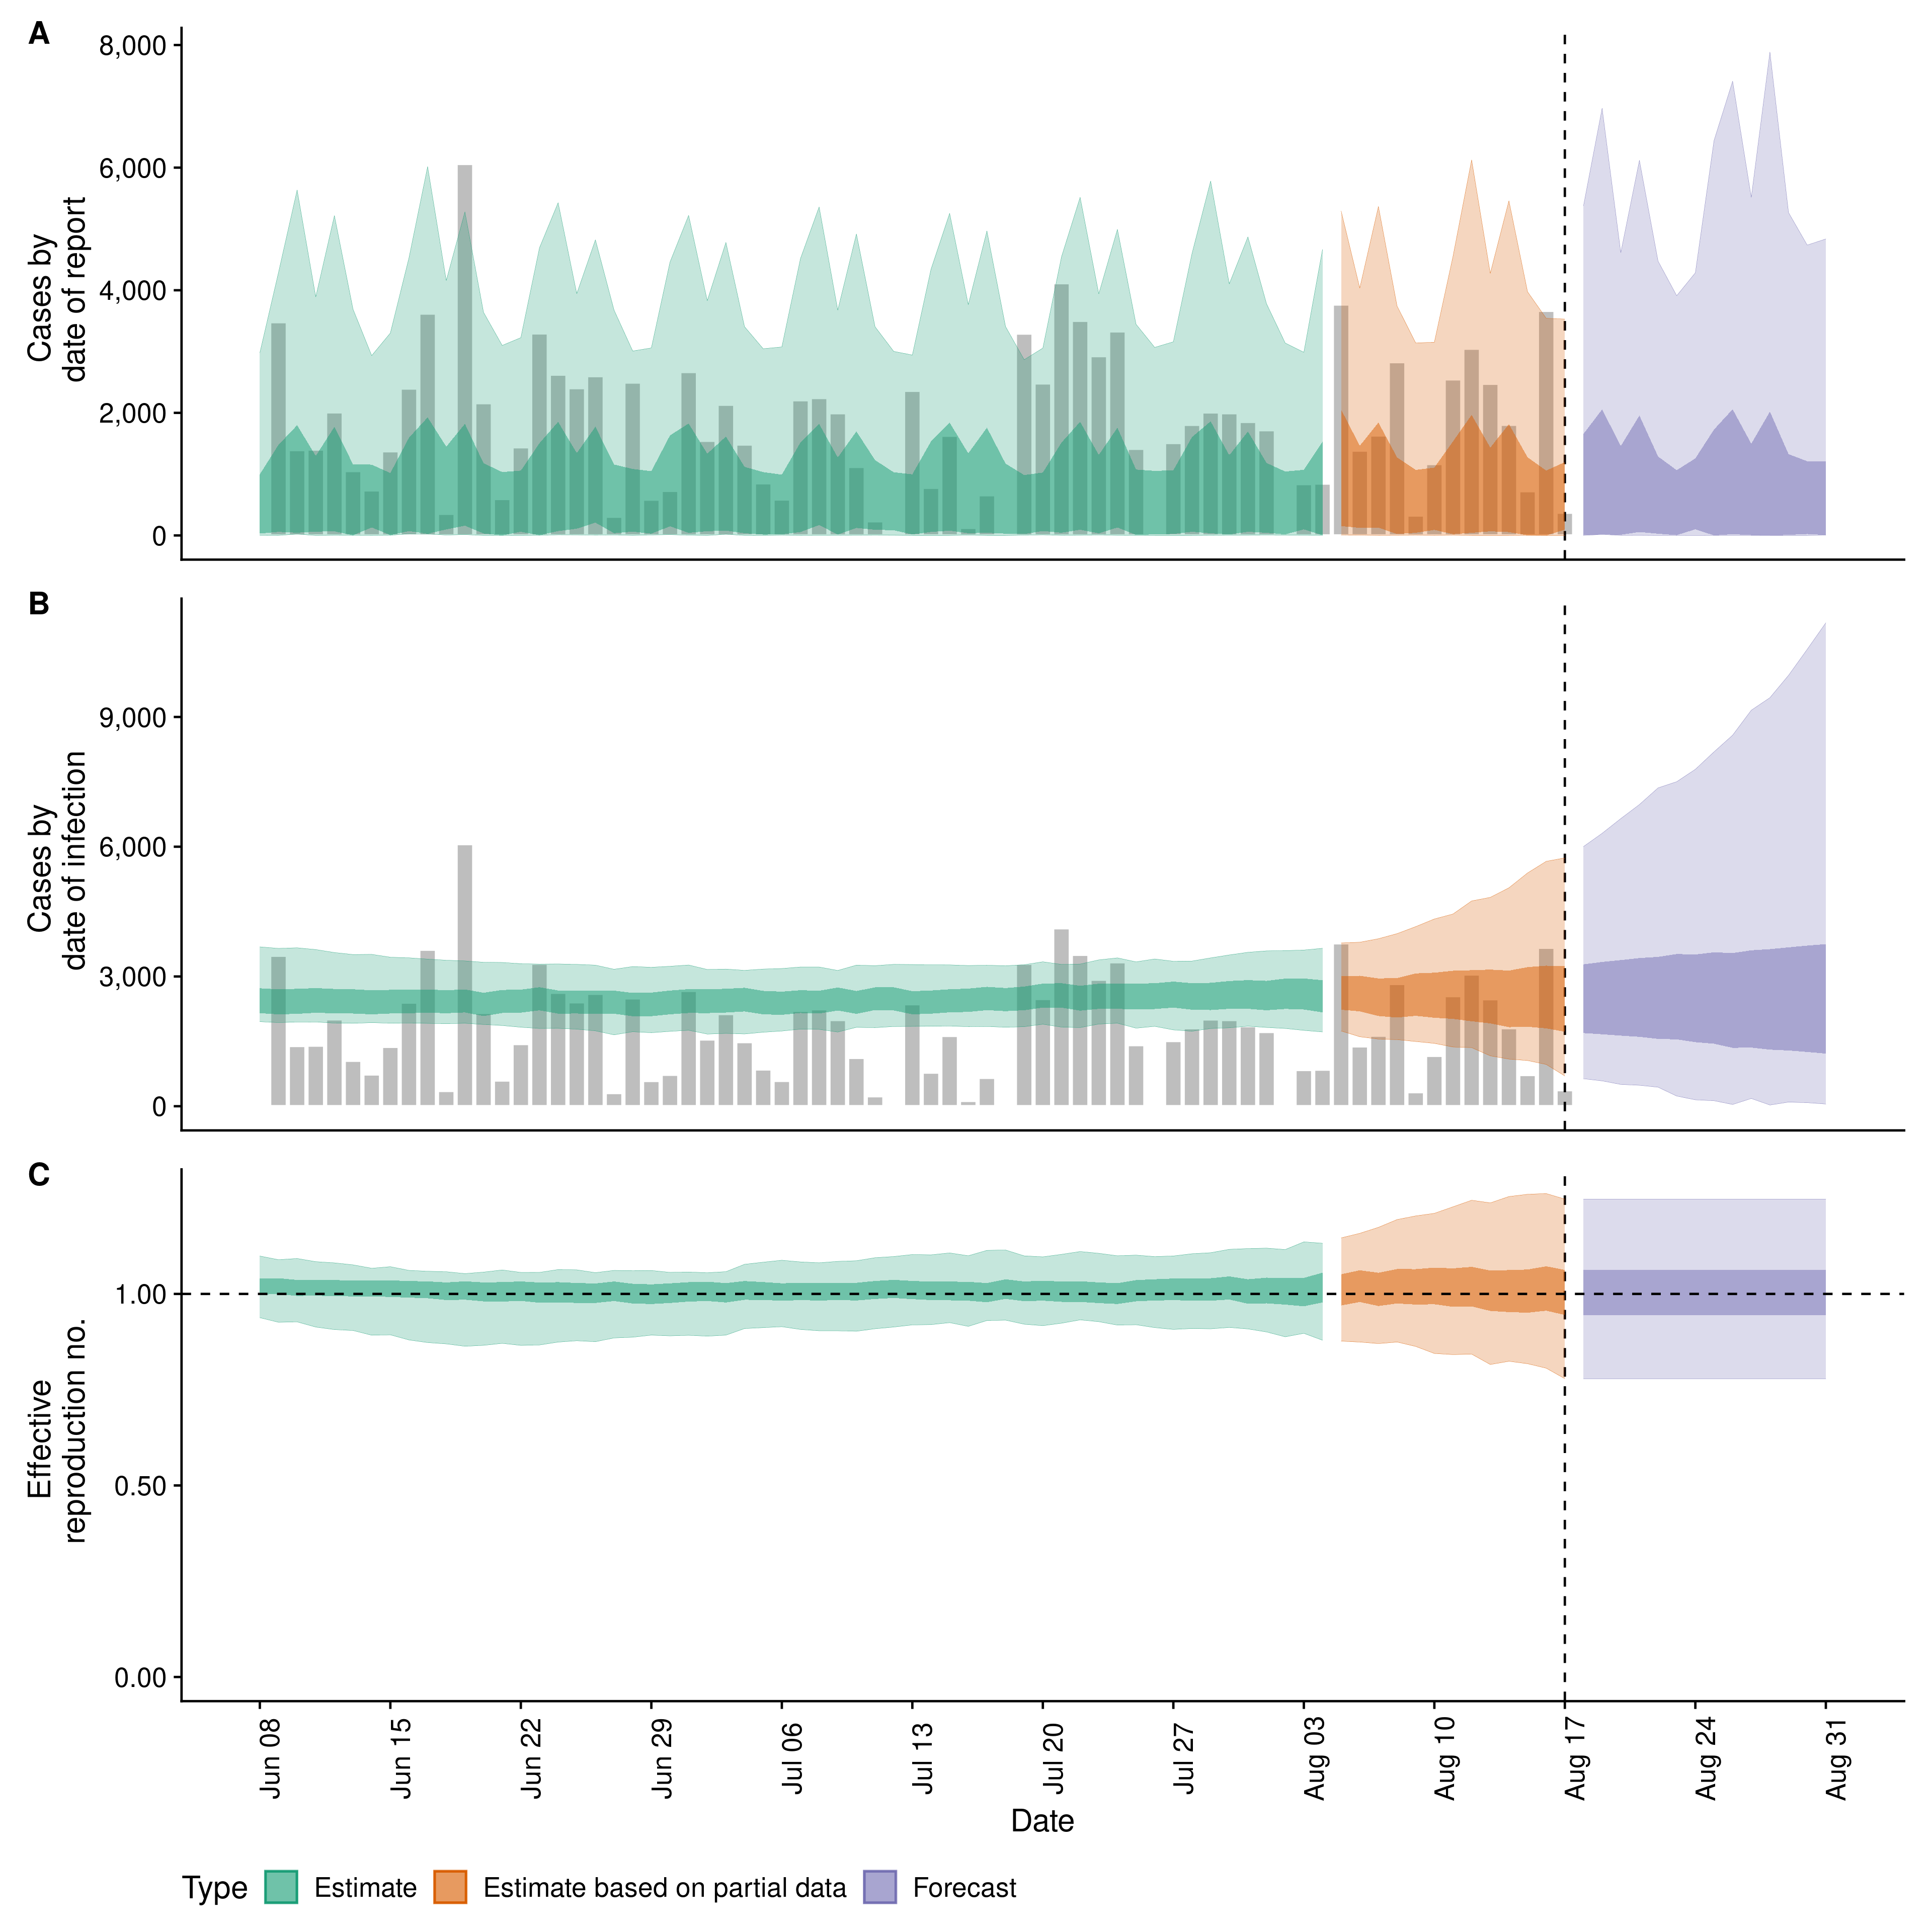 A
8,000
6,000
4,000
2,000
0
Cases by
date of report
B
9,000
6,000
3,000
0
Cases by
date of infection
C
1.00
0.50
0.00
Effective
reproduction no.
Jun 08
Jun 15
Jun 22
Jun 29
Jul 06
Jul 13
Jul 20
Jul 27
Aug 03
Aug 10
Aug 17
Aug 24
Aug 31
Date
Type Estimate Estimate based on partial data Forecast